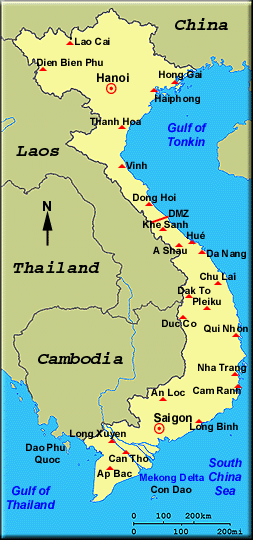 China
Lao Cai
Dien Bien Phu
Hanoi
Hong Gai
Haiphong
Thanh Hoa
Gulf of
Tonkin
Laos
Vinh
N
Dong Hoi
DMZ
Khe Sanh
Hué
A Shau
Da Nang
Thailand
Chu Lai
Dak To
Pleiku
Duc Co
Qui Nhon
Cambodia
Nha Trang
Cam Ranh
An Loc
Saigon
Long Binh
Long Xuyen
Dao Phu
Quoc
Can Tho
Ap Bac
Mekong Delta
Con Dao
South
China
Sea
Gulf of
Thailand
0 100 200km
0 100 200mi